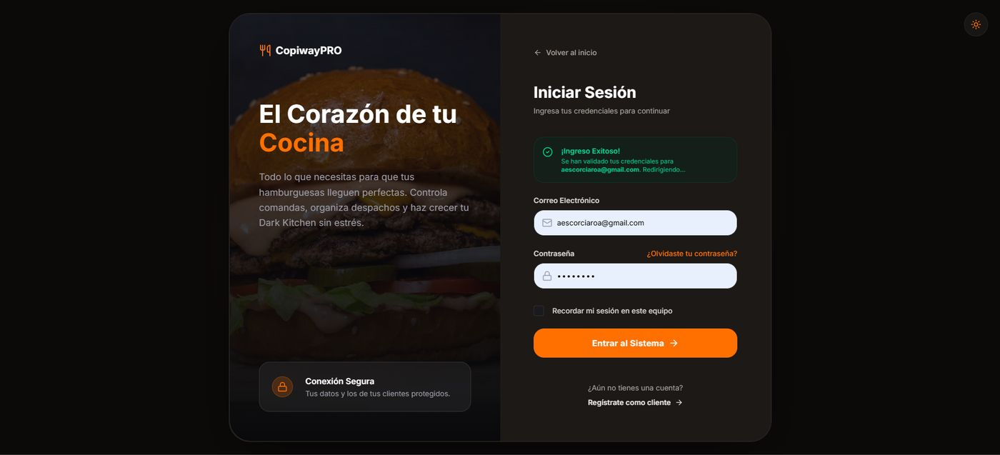 CopiwayPRO
El Corazón de tu
Cocina
Todo lo que necesitas para que tus
hamburguesas lleguen perfectas. Controla
comandas, organiza despachos y haz crecer tu
Dark Kitchen sin estrés.
Conexión Segura
Tus datos y los de tus clientes protegidos.
Volver al inicio
Iniciar Sesión
Ingresa tus credenciales para continuar
¡Ingreso Exitoso!
Se han validado tus credenciales para
aescorciaroa@gmail.com. Redirigiendo...
Correo Electrónico
aescorciaroa@gmail.com
Contraseña ¿Olvidaste tu contraseña?
••••••••
Recordar mi sesión en este equipo
Entrar al Sistema →
¿Aún no tienes una cuenta?
Regístrate como cliente →